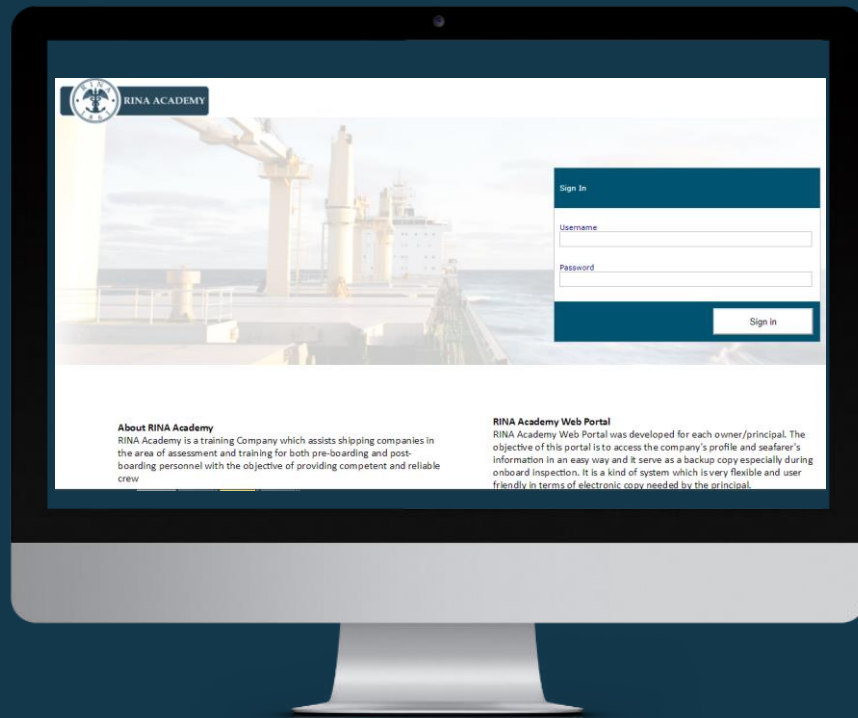 RINA
1861
RINA ACADEMY
Sign In
Username
Password
Sign in
About RINA Academy
RINA Academy is a training Company which assists shipping companies in
the area of assessment and training for both pre-boarding and post-
boarding personnel with the objective of providing competent and reliable
crew
RINA Academy Web Portal
RINA Academy Web Portal was developed for each owner/principal. The
objective of this portal is to access the company's profile and seafarer's
information in an easy way and it serve as a backup copy especially during
onboard inspection. It is a kind of system which is very flexible and user
friendly in terms of electronic copy needed by the principal.